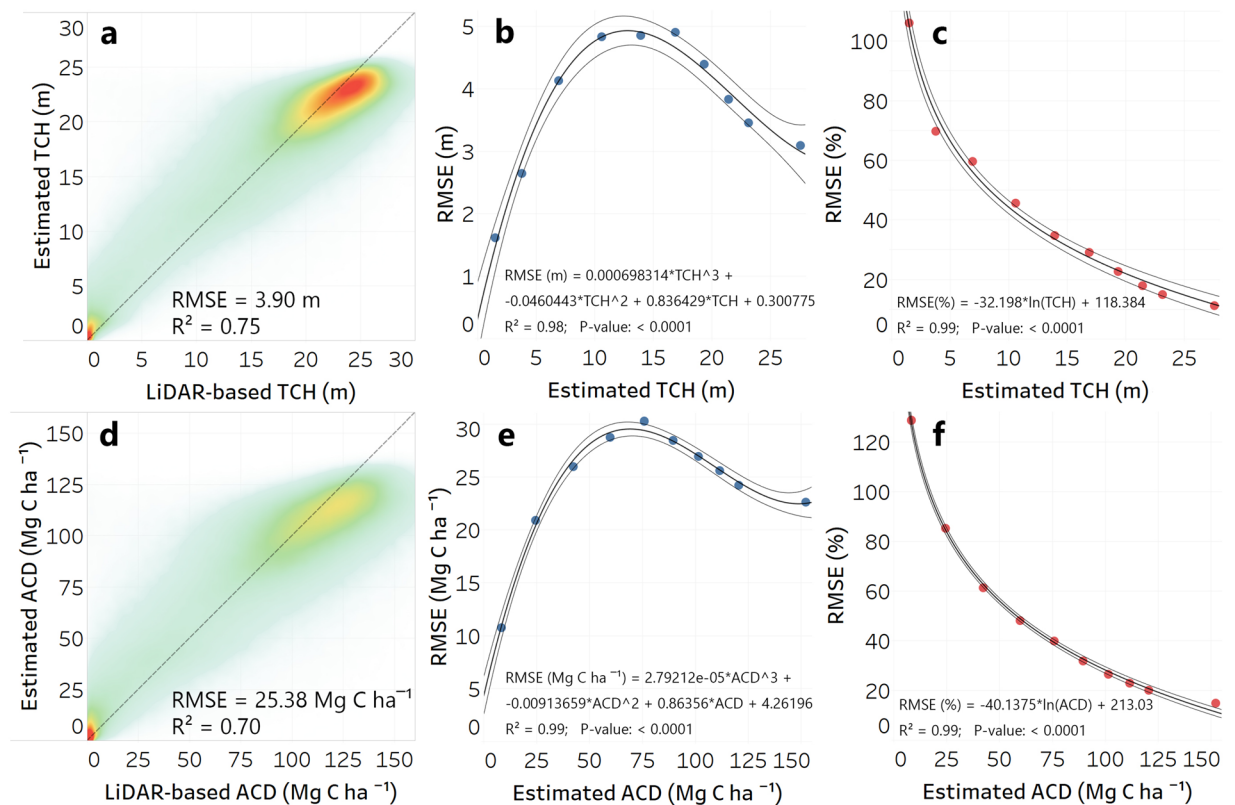 a
30
25
20
15
10
5
0
Estimated TCH (m)
RMSE = 3.90 m
R² = 0.75
0 5 10 15 20 25 30
LiDAR-based TCH (m)
b
5
4
3
2
1
0
RMSE (m)
RMSE (m) = 0.000698314*TCH^3 +
-0.0460443*TCH^2 + 0.836429*TCH + 0.300775
R² = 0.98; P-value: < 0.0001
0 5 10 15 20 25
Estimated TCH (m)
c
100
80
60
40
20
0
RMSE (%)
RMSE(%) = -32.198*ln(TCH) + 118.384
R² = 0.99; P-value: < 0.0001
0 5 10 15 20 25
Estimated TCH (m)
d
150
125
100
75
50
25
0
Estimated ACD (Mg C ha ⁻¹)
RMSE = 25.38 Mg C ha⁻¹
R² = 0.70
0 25 50 75 100 125 150
LiDAR-based ACD (Mg C ha ⁻¹)
e
30
25
20
15
10
5
0
RMSE (Mg C ha ⁻¹)
RMSE (Mg C ha ⁻¹) = 2.79212e-05*ACD^3 +
-0.00913659*ACD^2 + 0.86356*ACD + 4.26196
R² = 0.99; P-value: < 0.0001
0 25 50 75 100 125 150
Estimated ACD (Mg C ha ⁻¹)
f
120
100
80
60
40
20
0
RMSE (%)
RMSE (%) = -40.1375*ln(ACD) + 213.03
R² = 0.99; P-value: < 0.0001
0 25 50 75 100 125 150
Estimated ACD (Mg C ha ⁻¹)